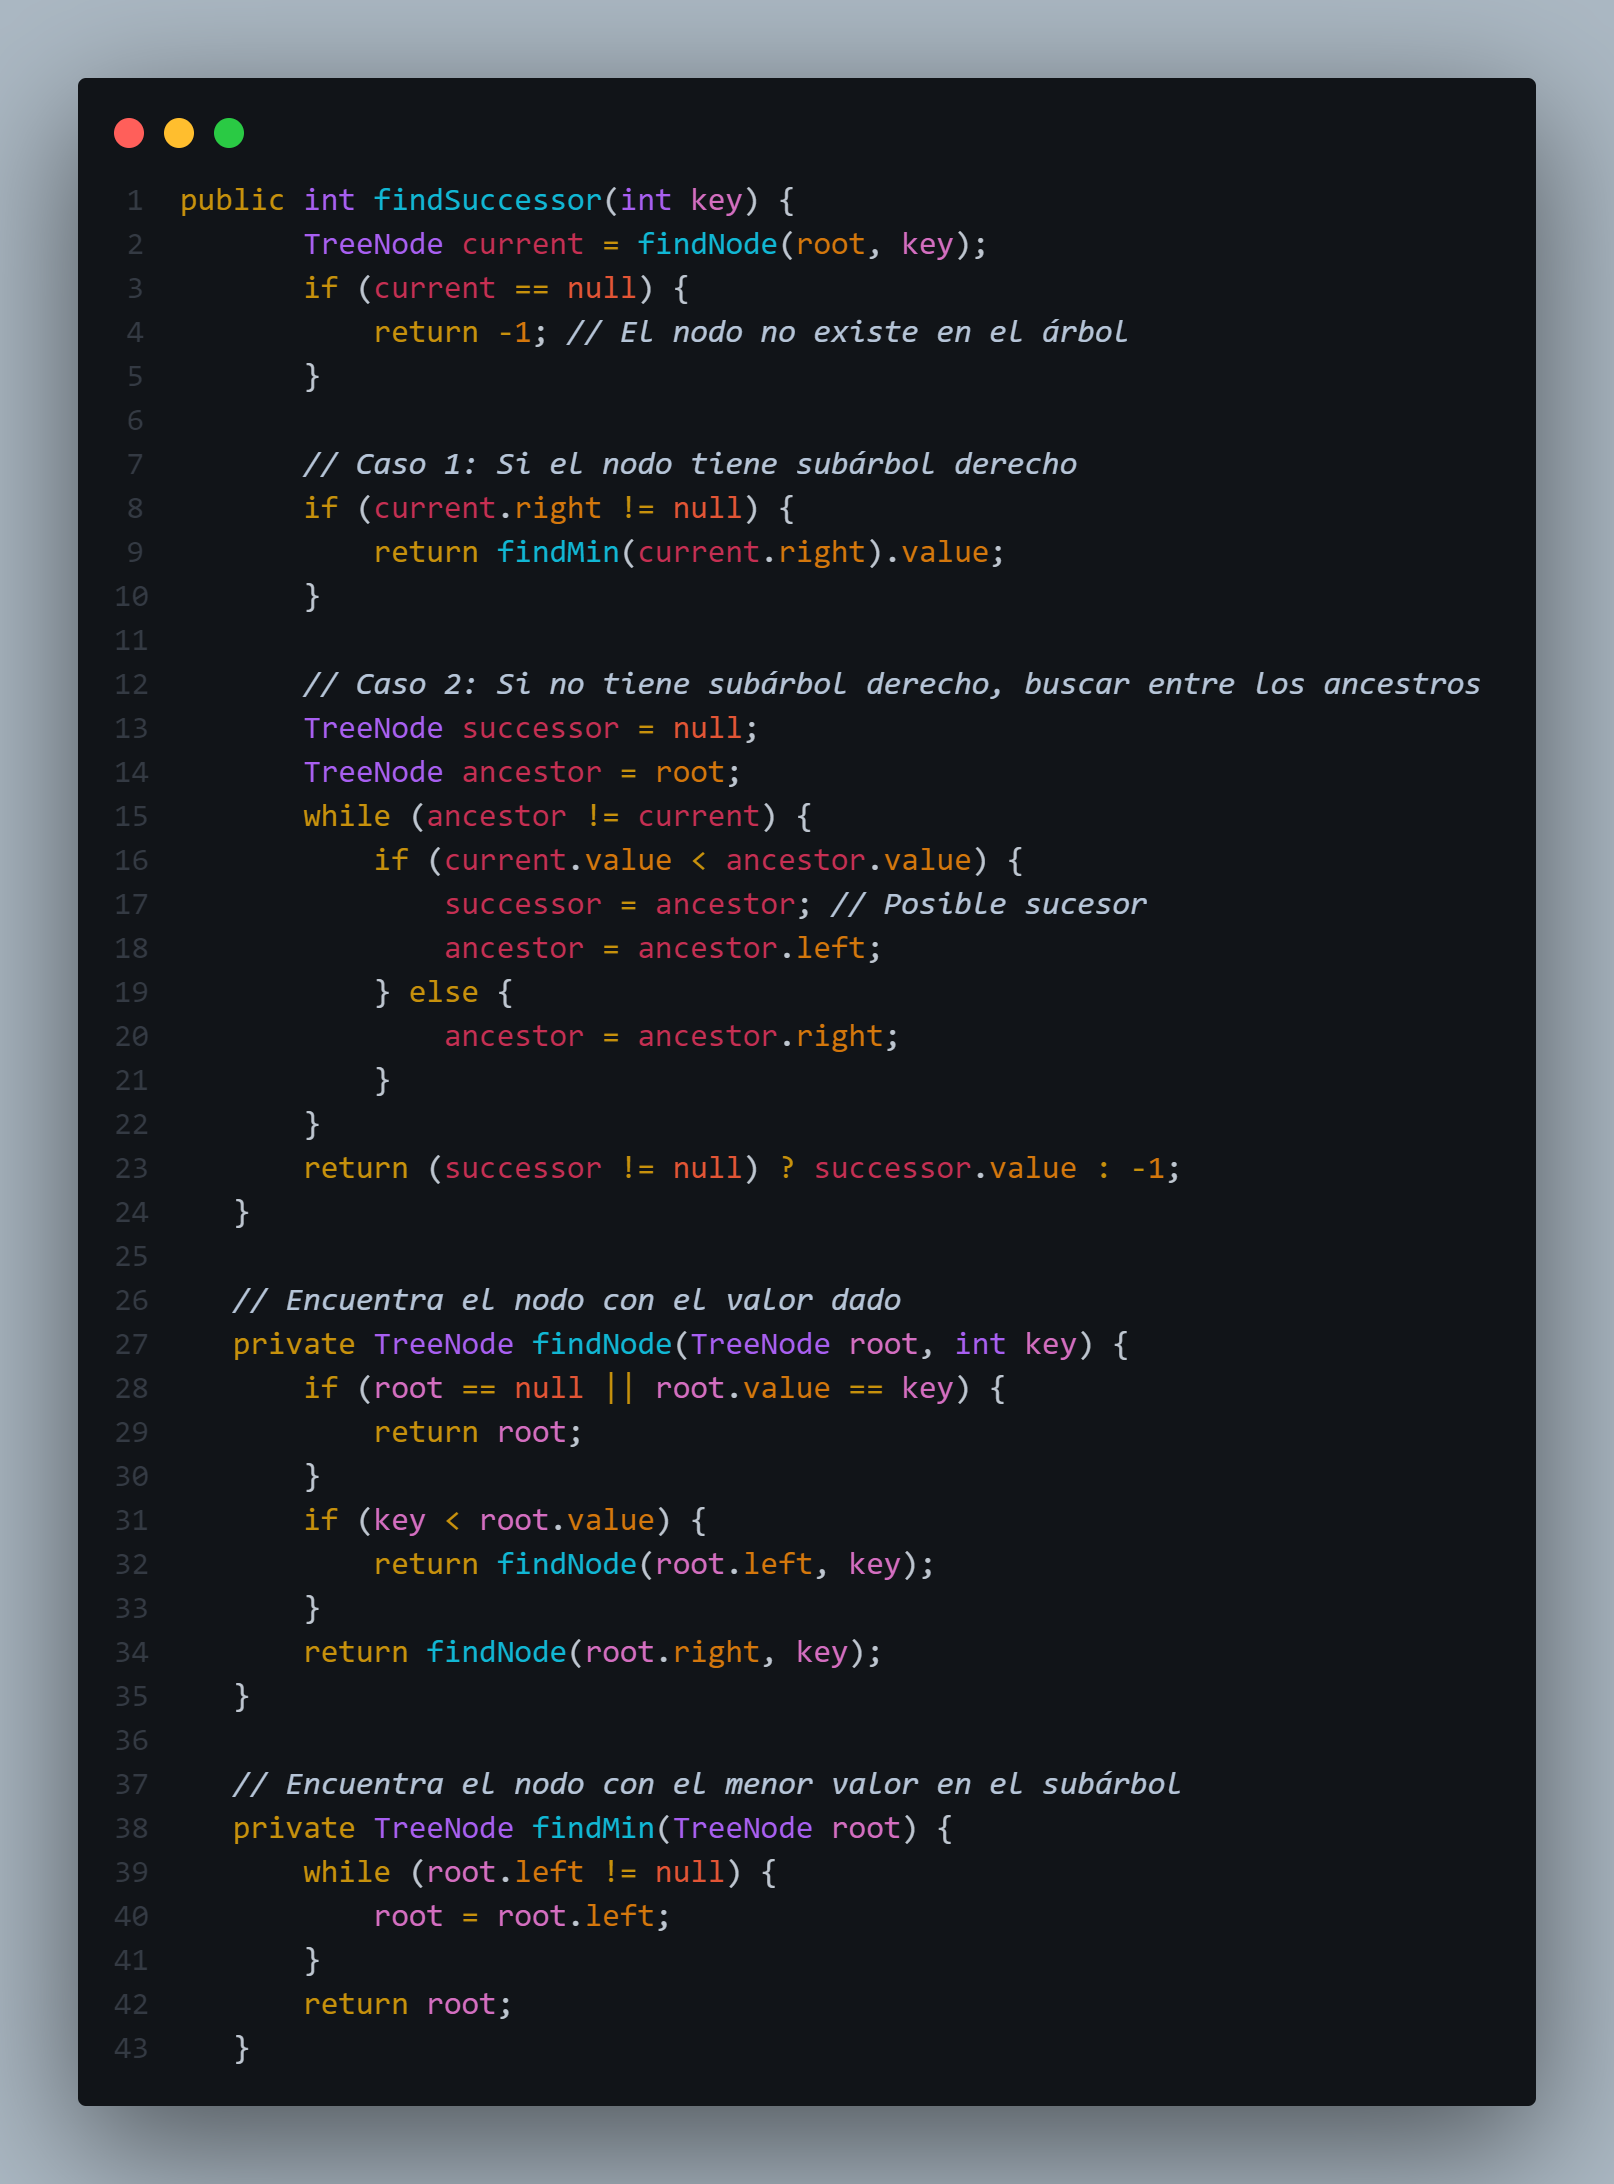 1 public int findSuccessor(int key) {
2 TreeNode current = findNode(root, key);
3 if (current == null) {
4 return -1; // El nodo no existe en el árbol
5 }
6
7 // Caso 1: Si el nodo tiene subárbol derecho
8 if (current.right != null) {
9 return findMin(current.right).value;
10 }
11
12 // Caso 2: Si no tiene subárbol derecho, buscar entre los ancestros
13 TreeNode successor = null;
14 TreeNode ancestor = root;
15 while (ancestor != current) {
16 if (current.value < ancestor.value) {
17 successor = ancestor; // Posible sucesor
18 ancestor = ancestor.left;
19 } else {
20 ancestor = ancestor.right;
21 }
22 }
23 return (successor != null) ? successor.value : -1;
24 }
25
26 // Encuentra el nodo con el valor dado
27 private TreeNode findNode(TreeNode root, int key) {
28 if (root == null || root.value == key) {
29 return root;
30 }
31 if (key < root.value) {
32 return findNode(root.left, key);
33 }
34 return findNode(root.right, key);
35 }
36
37 // Encuentra el nodo con el menor valor en el subárbol
38 private TreeNode findMin(TreeNode root) {
39 while (root.left != null) {
40 root = root.left;
41 }
42 return root;
43 }